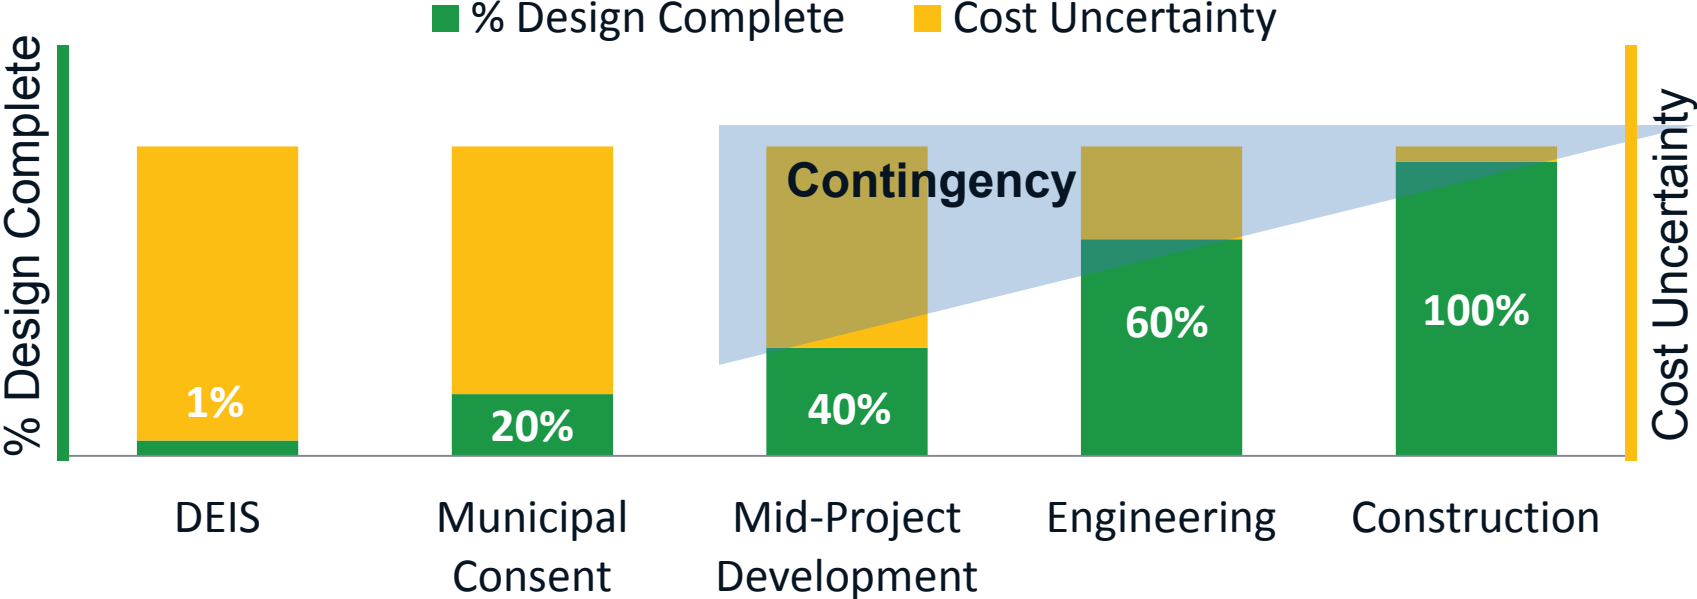 % Design Complete
Cost Uncertainty
% Design Complete
Cost Uncertainty
Contingency
1%
20%
40%
60%
100%
DEIS
Municipal
Consent
Mid-Project
Development
Engineering
Construction